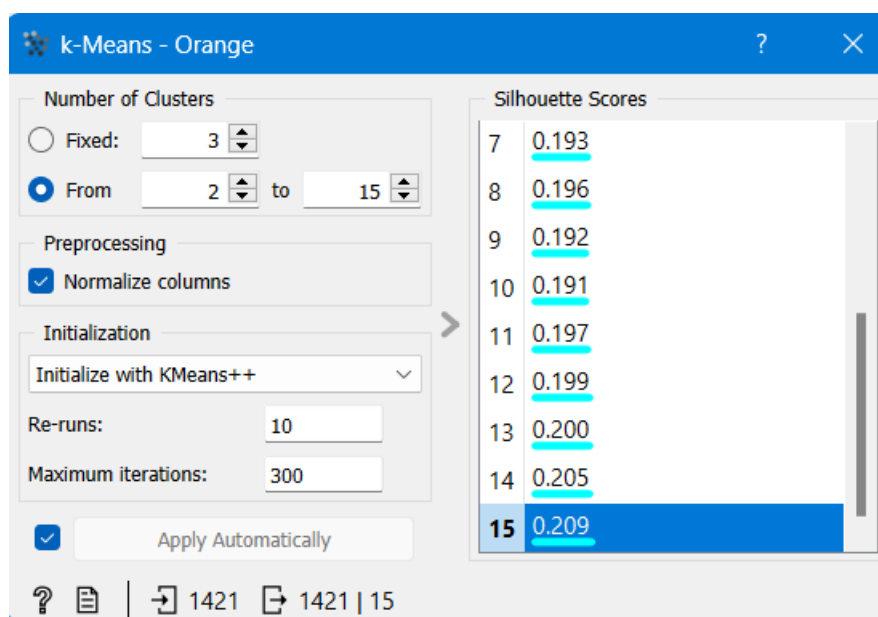 k-Means - Orange ? ×
Number of Clusters
Fixed: 3
From 2 to 15
Preprocessing
Normalize columns
Initialization
Initialize with KMeans++
Re-runs: 10
Maximum iterations: 300
Apply Automatically
? 1421 1421 | 15
Silhouette Scores
7 0.193
8 0.196
9 0.192
10 0.191
11 0.197
12 0.199
13 0.200
14 0.205
15 0.209